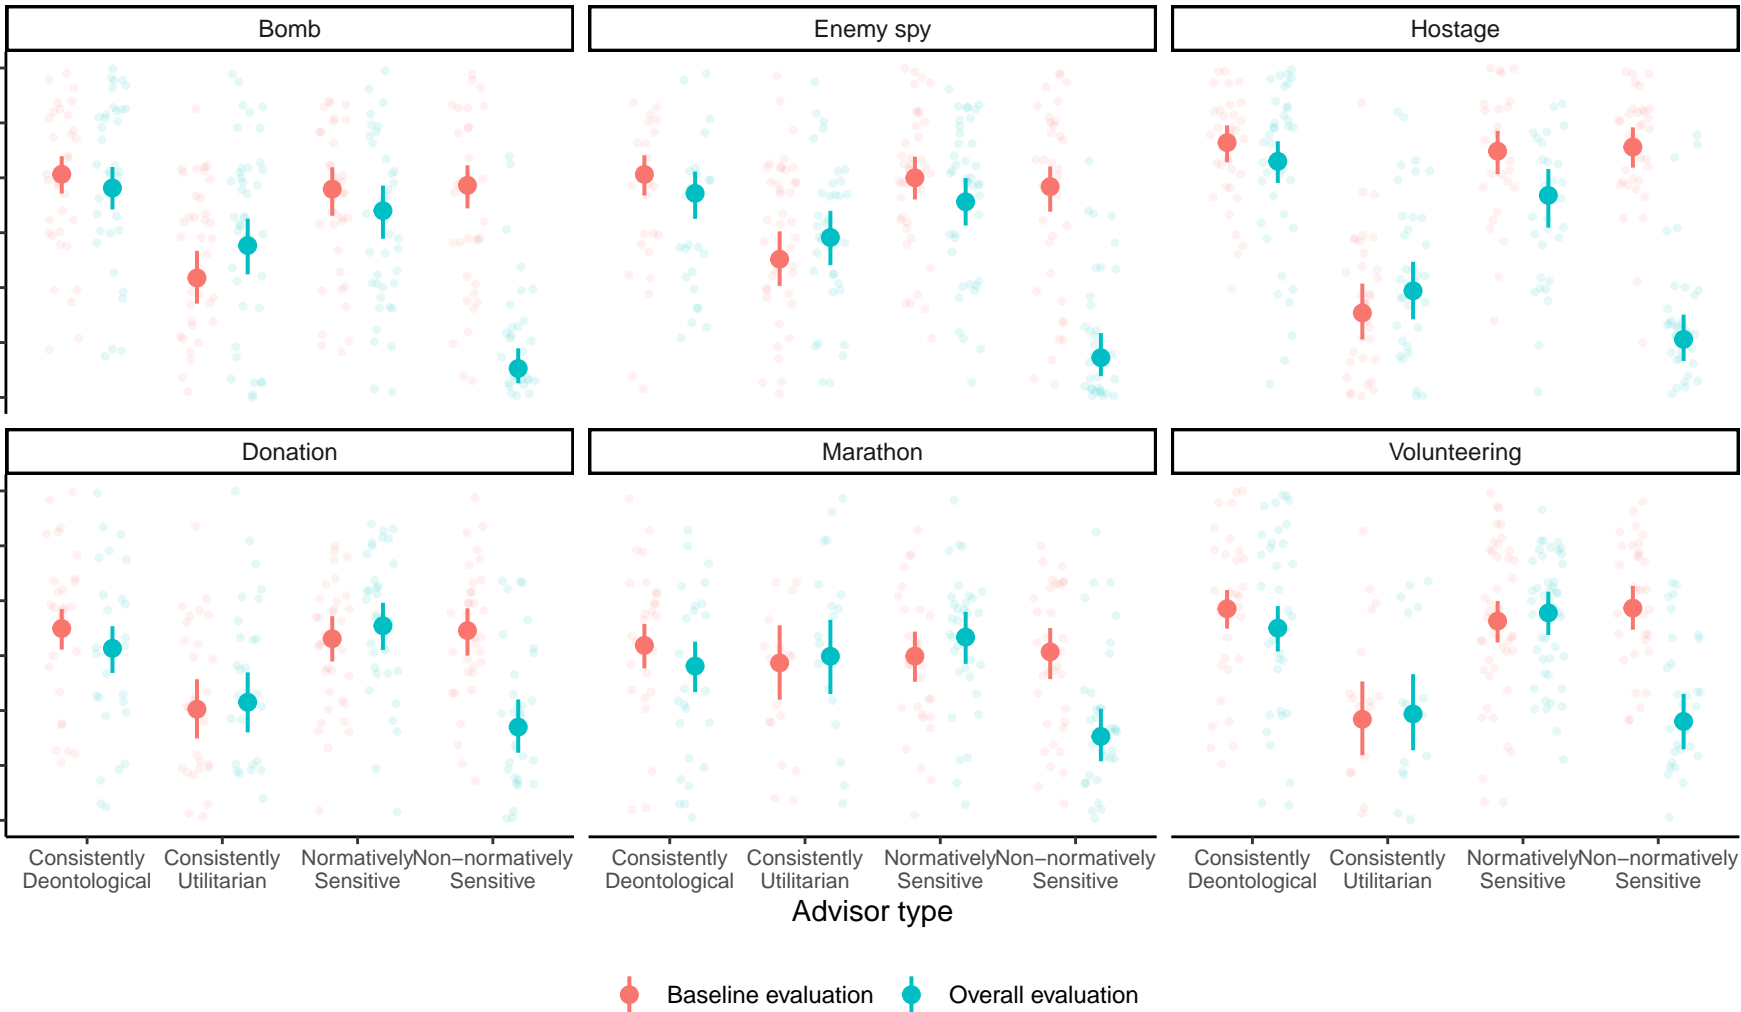 Bomb
Enemy spy
Hostage
Donation
Marathon
Volunteering
Consistently Consistently Normatively Non−normatively
Deontological Utilitarian Sensitive Sensitive
Consistently Consistently Normatively Non−normatively
Deontological Utilitarian Sensitive Sensitive
Consistently Consistently Normatively Non−normatively
Deontological Utilitarian Sensitive Sensitive
Advisor type
Baseline evaluation
Overall evaluation